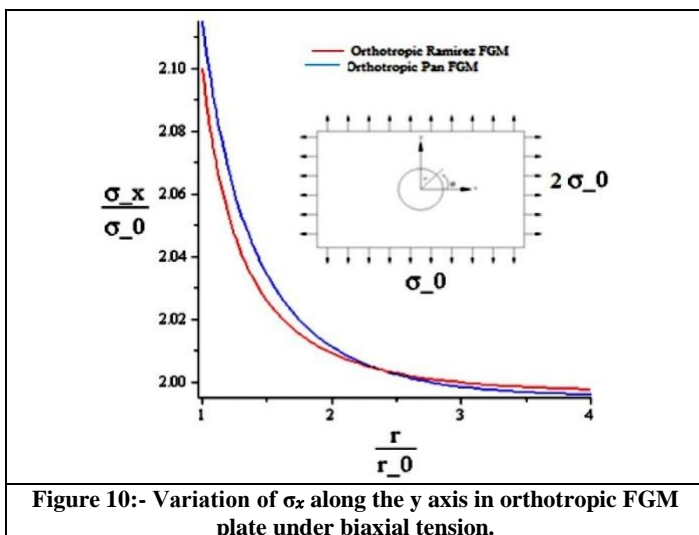 2.10
2.08
2.06
2.04
2.02
2.00
σ_x
σ_0
Orthotropic Ramirez FGM
Orthotropic Pan FGM
2 σ_0
σ_0
1
2
3
4
r
r_0
Figure 10:- Variation of σₓ along the y axis in orthotropic FGM
plate under biaxial tension.